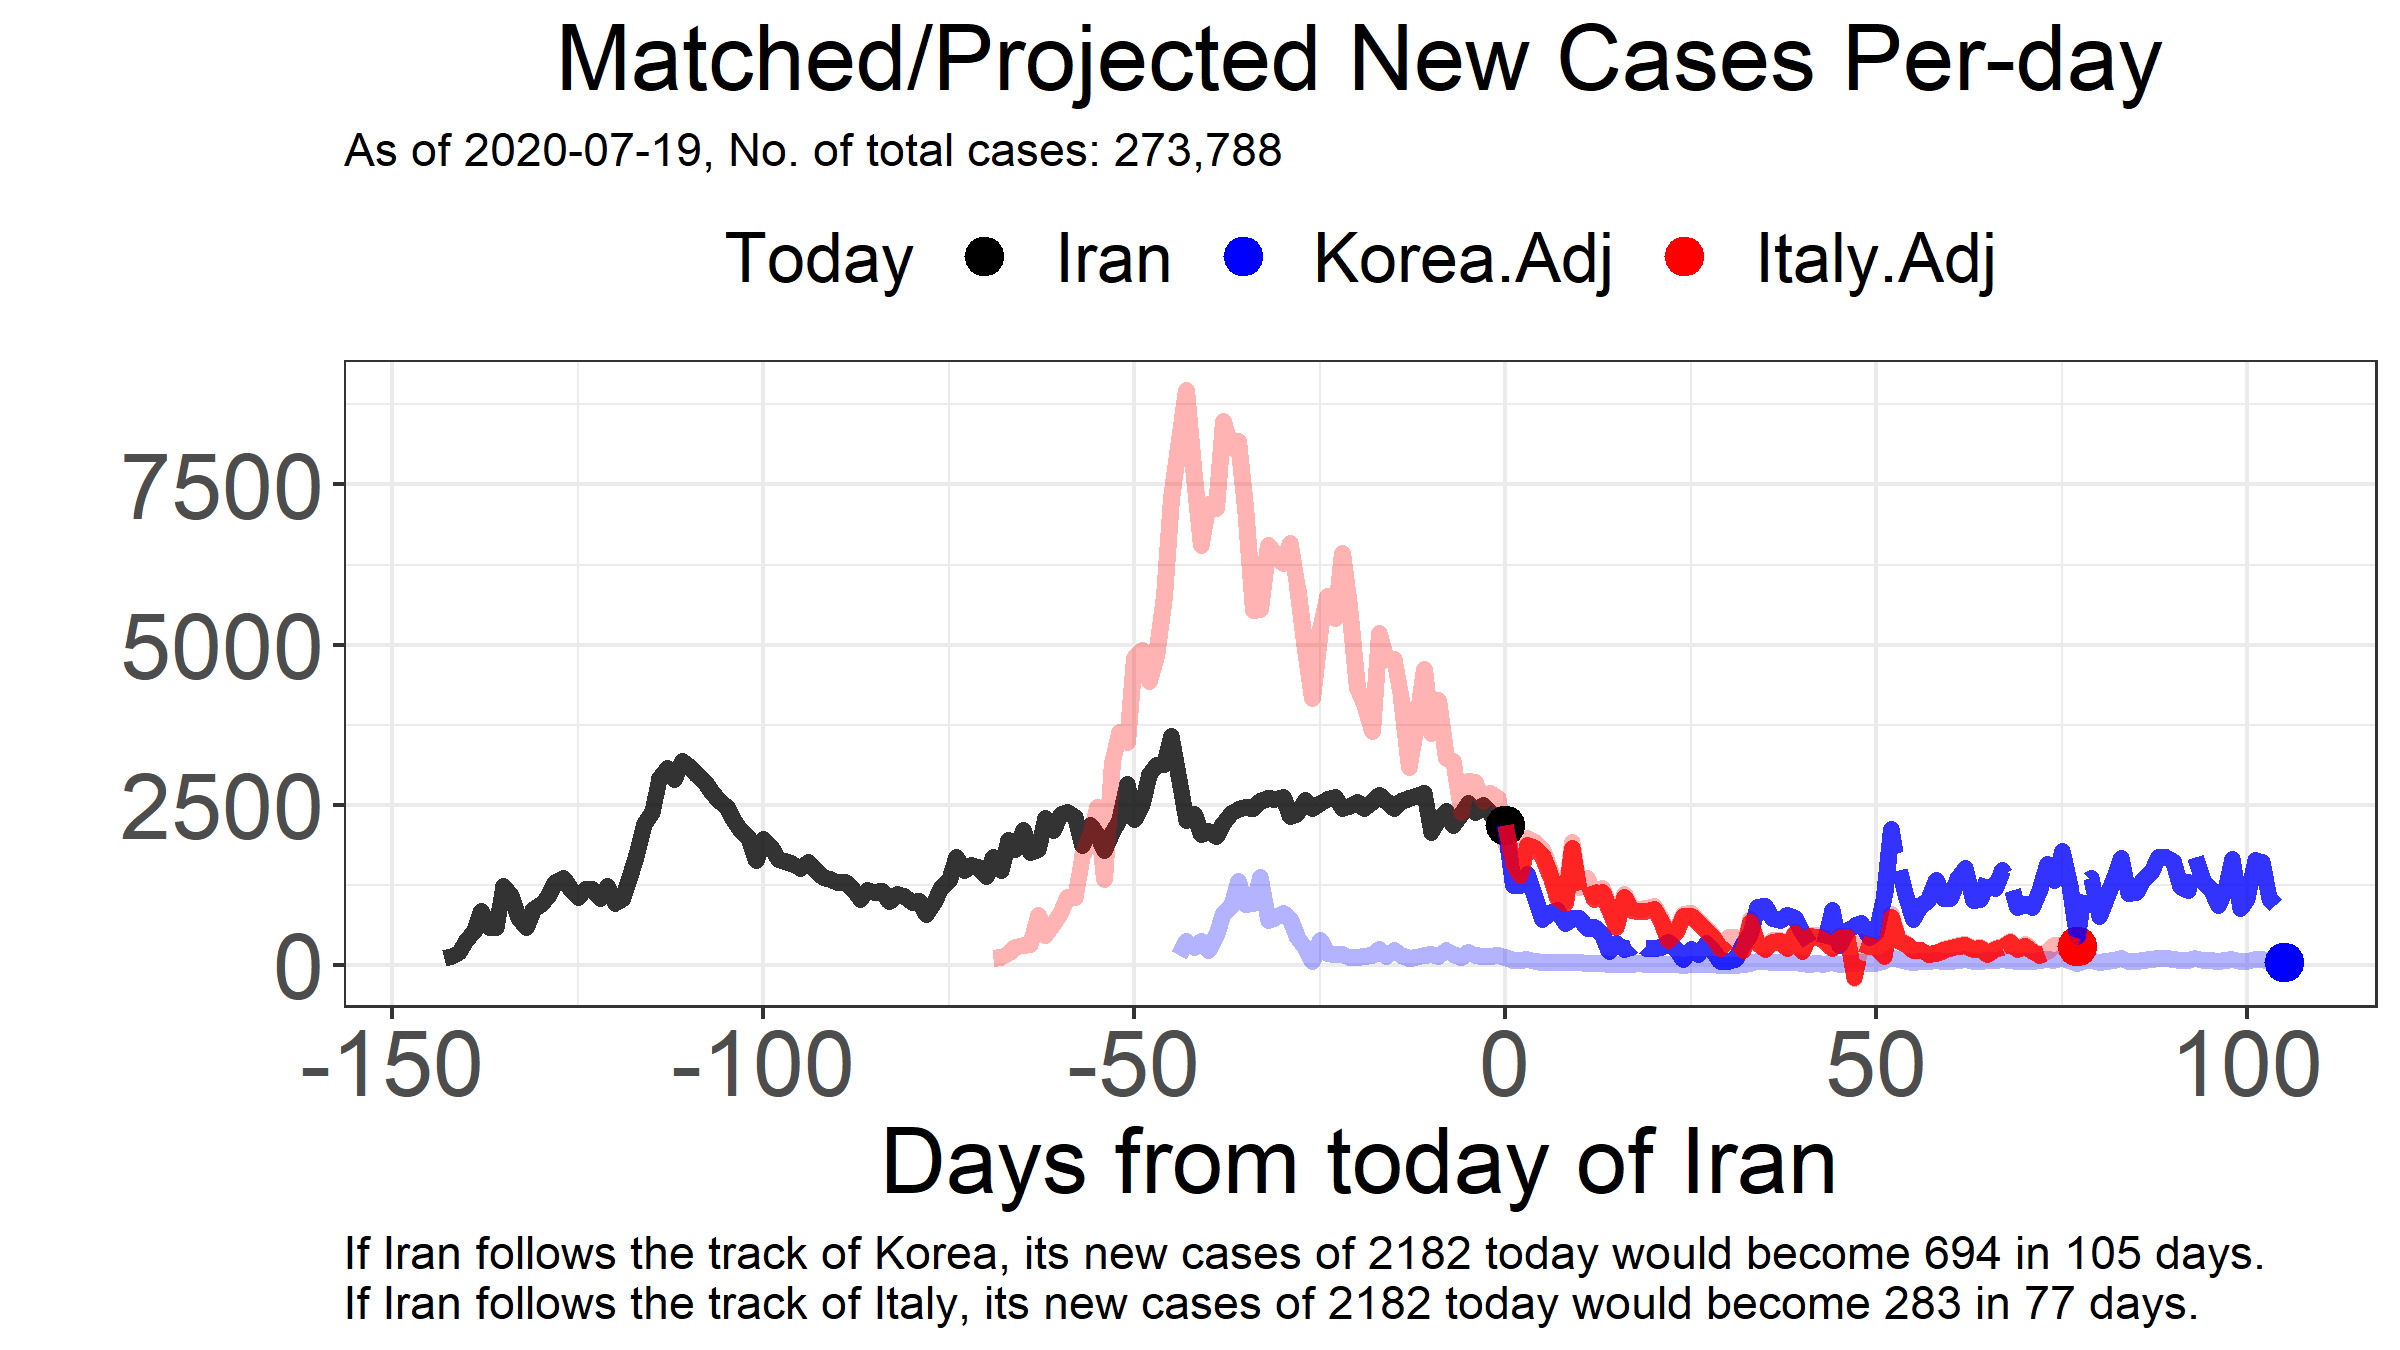 Matched/Projected New Cases Per-day
As of 2020-07-19, No. of total cases: 273,788
Today Iran Korea.Adj Italy.Adj
7500
5000
2500
0
-150 -100 -50 0 50 100
Days from today of Iran
If Iran follows the track of Korea, its new cases of 2182 today would become 694 in 105 days.
If Iran follows the track of Italy, its new cases of 2182 today would become 283 in 77 days.